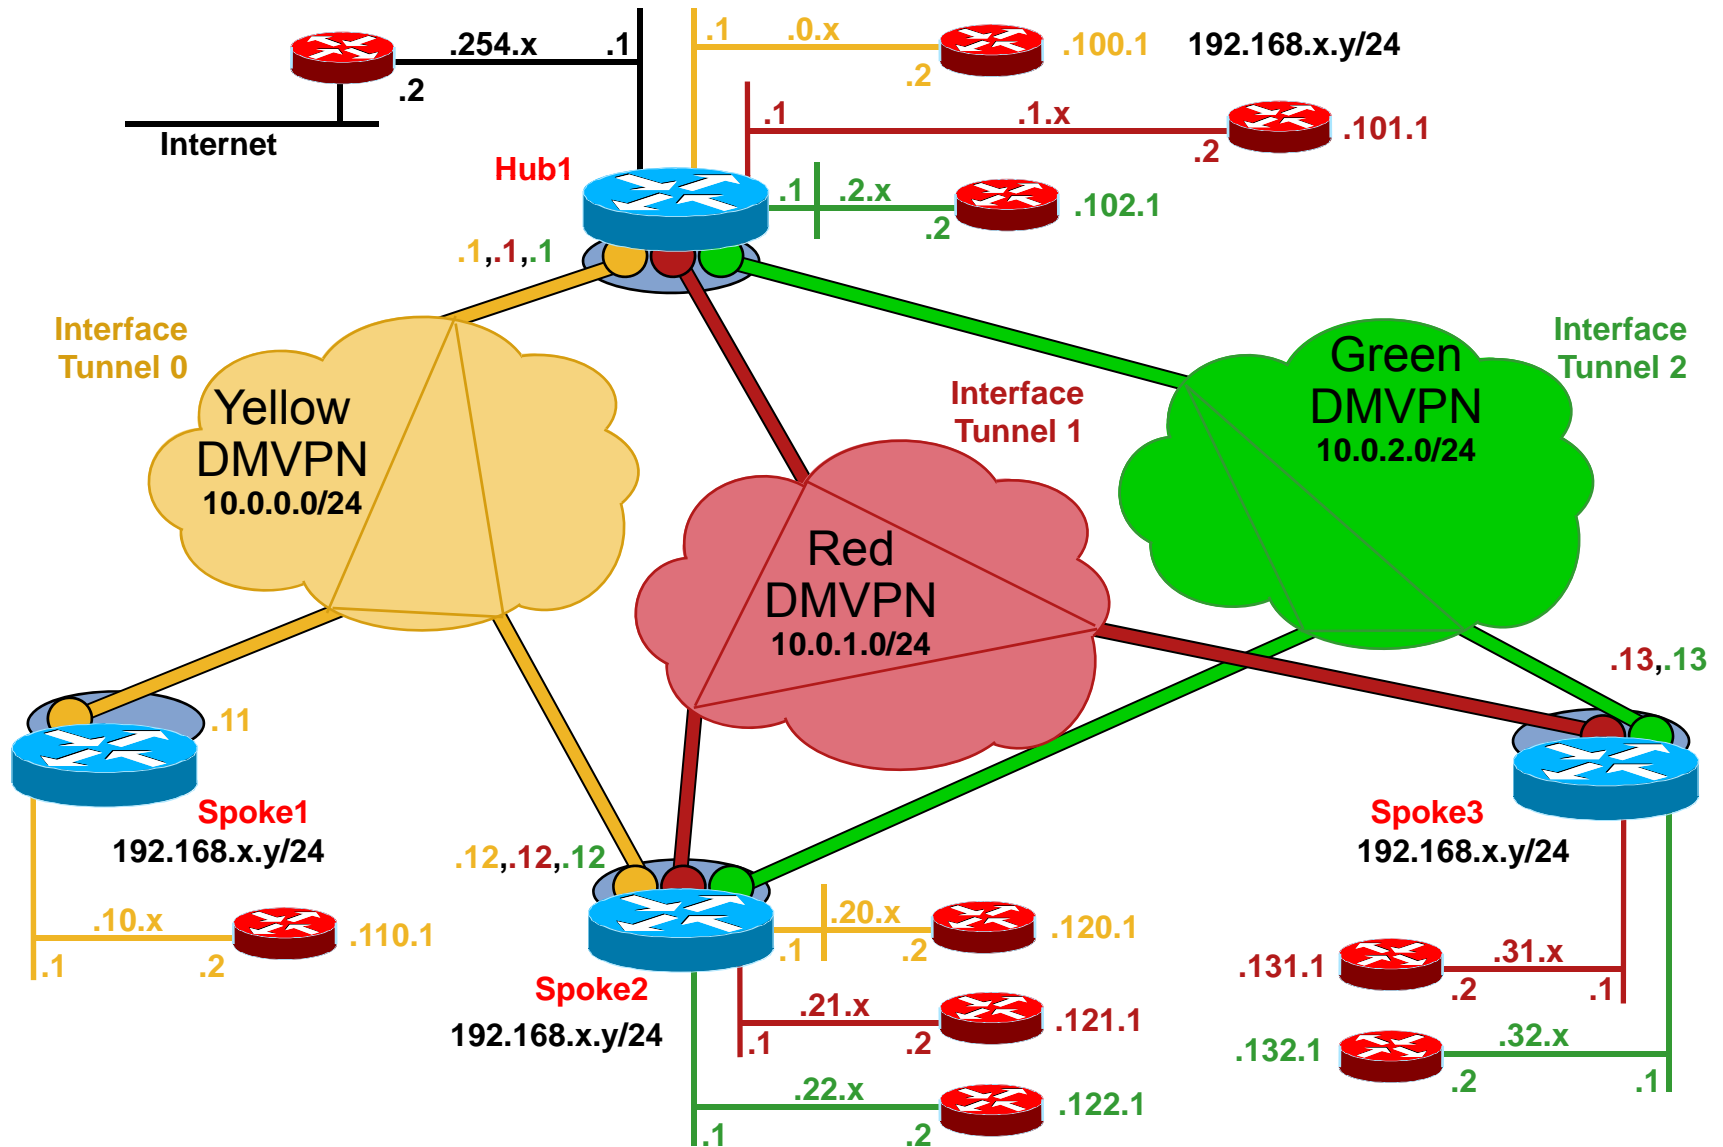 .254.x
.1
.2
Internet
.1
.0.x
.2
.100.1
192.168.x.y/24
.1
.1.x
.2
.101.1
Hub1
.1
.2.x
.2
.102.1
.1,.1,.1
Interface
Tunnel 0
Yellow
DMVPN
10.0.0.0/24
Interface
Tunnel 1
Red
DMVPN
10.0.1.0/24
Green
DMVPN
10.0.2.0/24
Interface
Tunnel 2
.11
Spoke1
192.168.x.y/24
.10.x
.1
.2
.110.1
.12,.12,.12
Spoke2
192.168.x.y/24
.20.x
.1
.2
.120.1
.21.x
.1
.2
.121.1
.22.x
.1
.2
.122.1
.13,.13
Spoke3
192.168.x.y/24
.131.1
.31.x
.2
.1
.132.1
.32.x
.2
.1